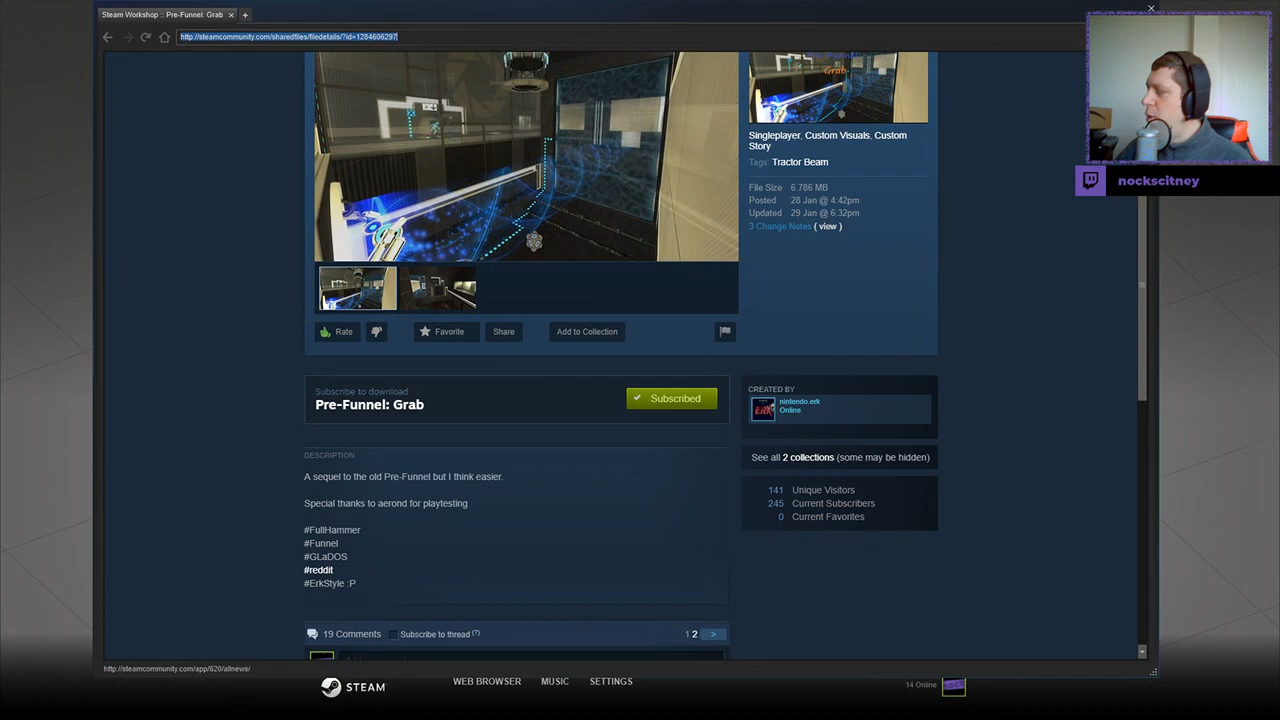 Steam Workshop :: Pre-Funnel: Grab
http://steamcommunity.com/sharedfiles/filedetails/?id=1284606297
nockscitney
Grab
Singleplayer, Custom Visuals, Custom
Story
Tags: Tractor Beam
File Size 6.786 MB
Posted 28 Jan @ 4:42pm
Updated 29 Jan @ 6:32pm
3 Change Notes ( view )
Rate
Favorite
Share
Add to Collection
Subscribe to download
Pre-Funnel: Grab
Subscribed
CREATED BY
nintendo.erk
Online
See all 2 collections (some may be hidden)
141 Unique Visitors
245 Current Subscribers
0 Current Favorites
DESCRIPTION
A sequel to the old Pre-Funnel but I think easier.
Special thanks to aerond for playtesting
#FullHammer
#Funnel
#GLaDOS
#reddit
#ErkStyle :P
19 Comments
Subscribe to thread (?)
1 2 >
http://steamcommunity.com/app/620/allnews/
STEAM
WEB BROWSER
MUSIC
SETTINGS
14 Online